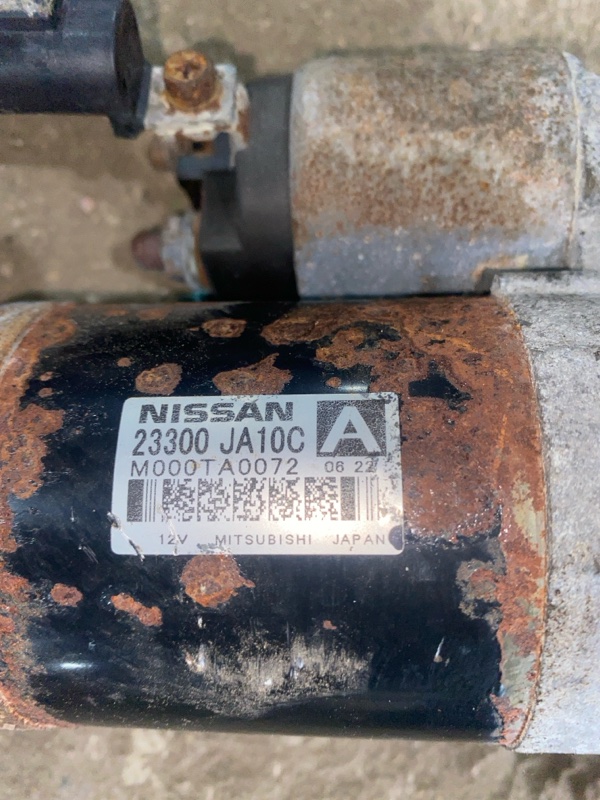 NISSAN
A
23300 JA10C
M000TA0072 06 22
12V MITSUBISHI JAPAN